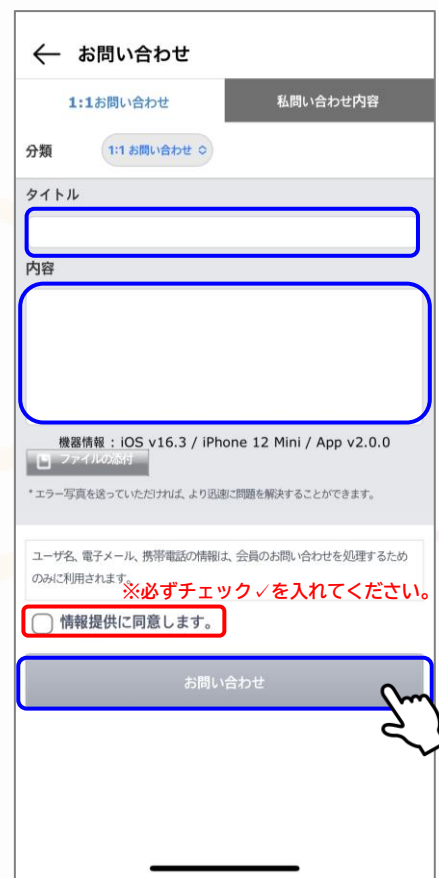 お問い合わせ
1:1お問い合わせ
私問い合わせ内容
分類
1:1 お問い合わせ
タイトル
内容
機器情報 : iOS v16.3 / iPhone 12 Mini / App v2.0.0
ファイルの添付
*エラー写真を送っていただければ、より迅速に問題を解決することができます。
ユーザ名、電子メール、携帯電話の情報は、会員のお問い合わせを処理するため
のみに利用されます。
※必ずチェック✓を入れてください。
情報提供に同意します。
お問い合わせ